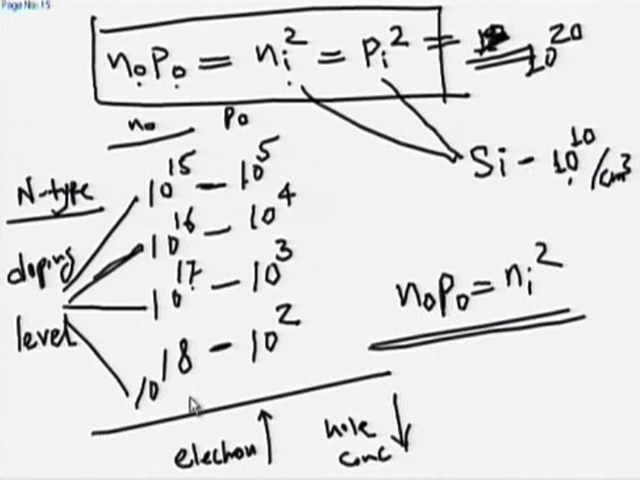 Page No: 15
n₀P₀ = nᵢ² = Pᵢ² = 10²⁰
n₀ P₀
Si - 10¹⁰/cm³
N-type
doping
level
10¹⁵ - 10⁵
10¹⁶ - 10⁴
10¹⁷ - 10³
10¹⁸ - 10²
n₀P₀ = nᵢ²
electron ↑
hole
conc ↓